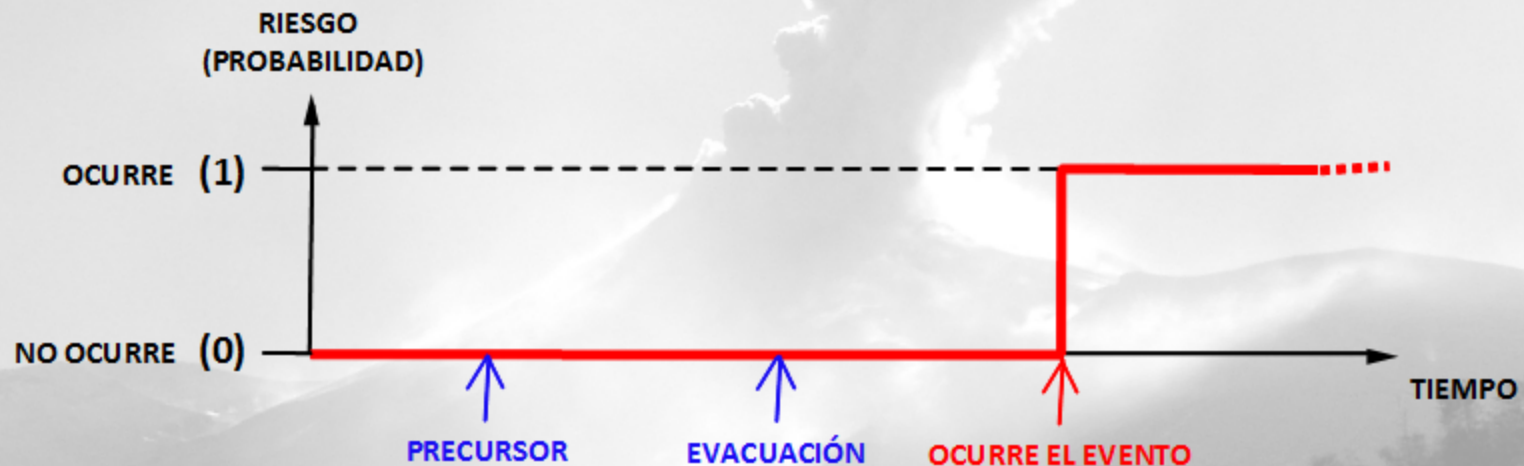 RIESGO
(PROBABILIDAD)
OCURRE (1)
NO OCURRE (0)
TIEMPO
PRECURSOR
EVACUACIÓN
OCURRE EL EVENTO